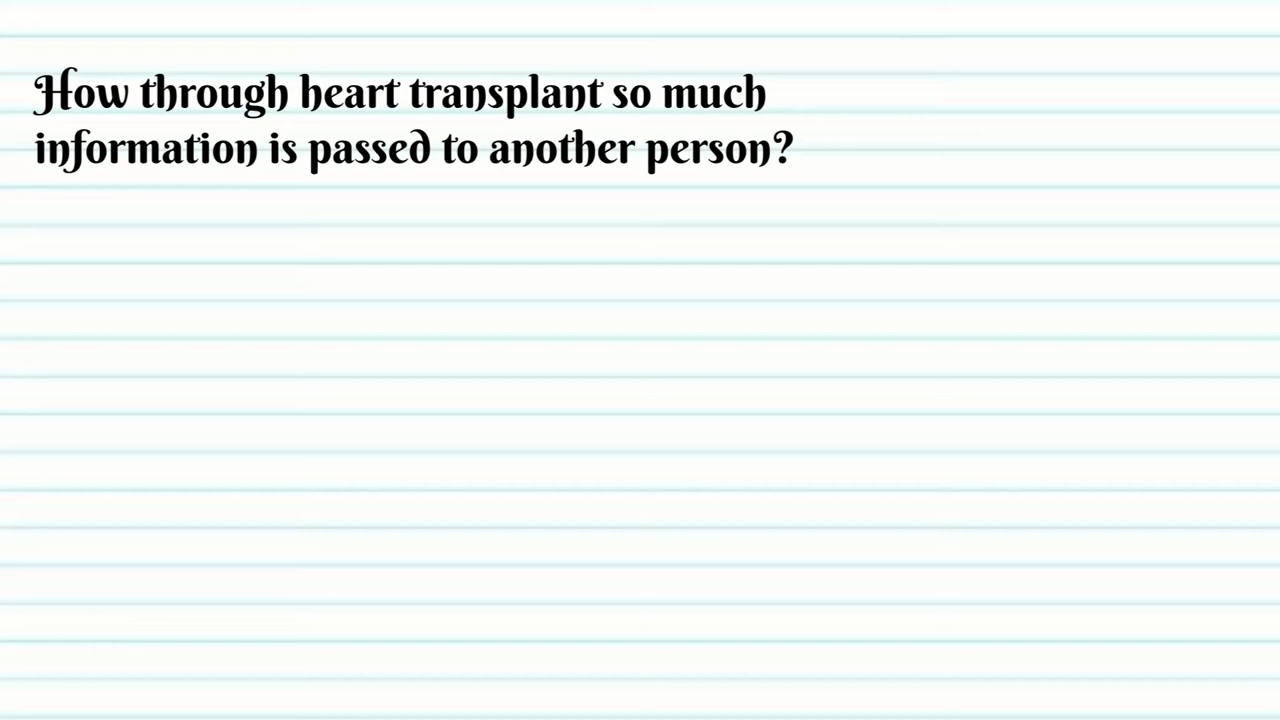 How through heart transplant so much
information is passed to another person?